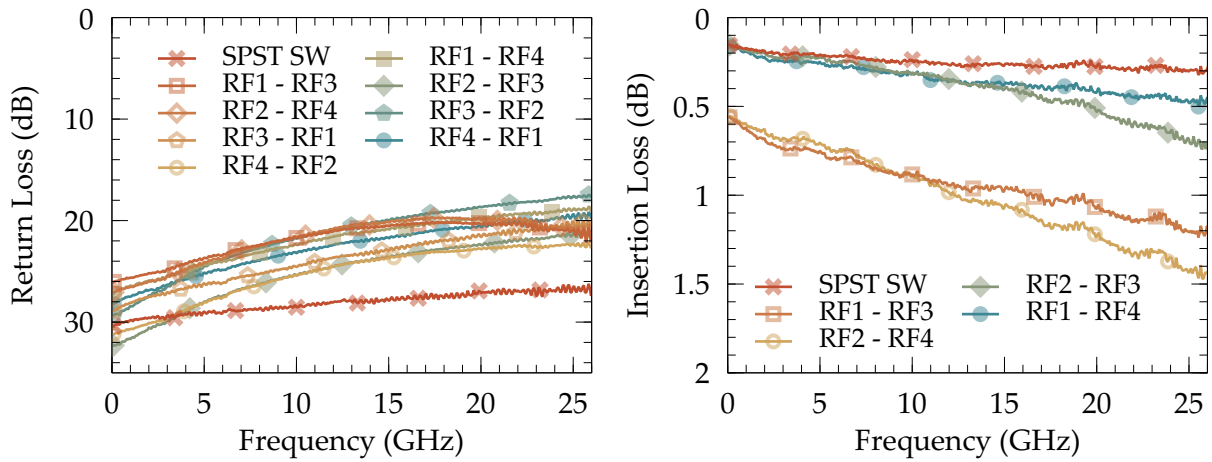 0
10
20
30
Return Loss (dB)
SPST SW
RF1 - RF3
RF2 - RF4
RF3 - RF1
RF4 - RF2
RF1 - RF4
RF2 - RF3
RF3 - RF2
RF4 - RF1
0 5 10 15 20 25
Frequency (GHz)
0
0.5
1
1.5
2
Insertion Loss (dB)
SPST SW
RF1 - RF3
RF2 - RF4
RF2 - RF3
RF1 - RF4
0 5 10 15 20 25
Frequency (GHz)